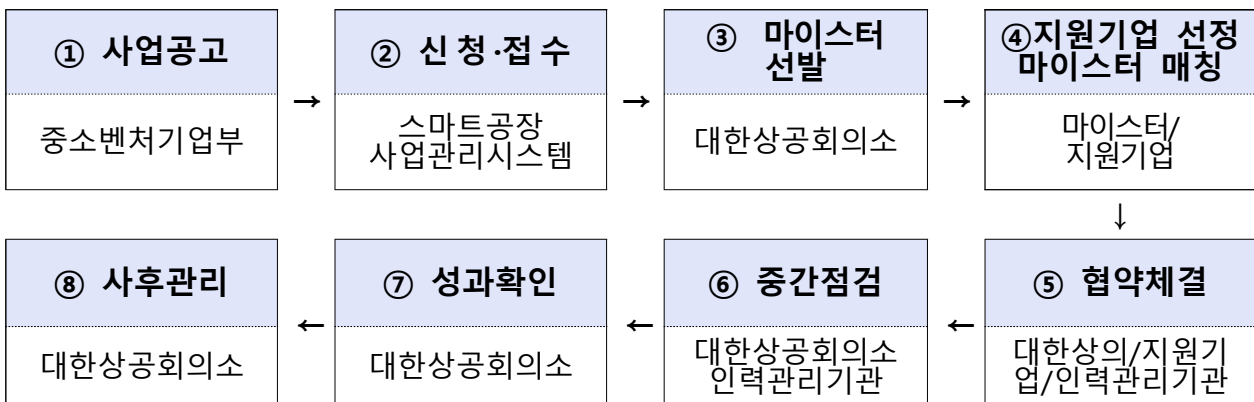 ① 사업공고
중소벤처기업부
→
② 신 청·접 수
스마트공장
사업관리시스템
→
③ 마이스터
선발
대한상공회의소
→
④지원기업 선정
마이스터 매칭
마이스터/
지원기업
↓
⑤ 협약체결
대한상의/지원기
업/인력관리기관
←
⑥ 중간점검
대한상공회의소
인력관리기관
←
⑦ 성과확인
대한상공회의소
←
⑧ 사후관리
대한상공회의소